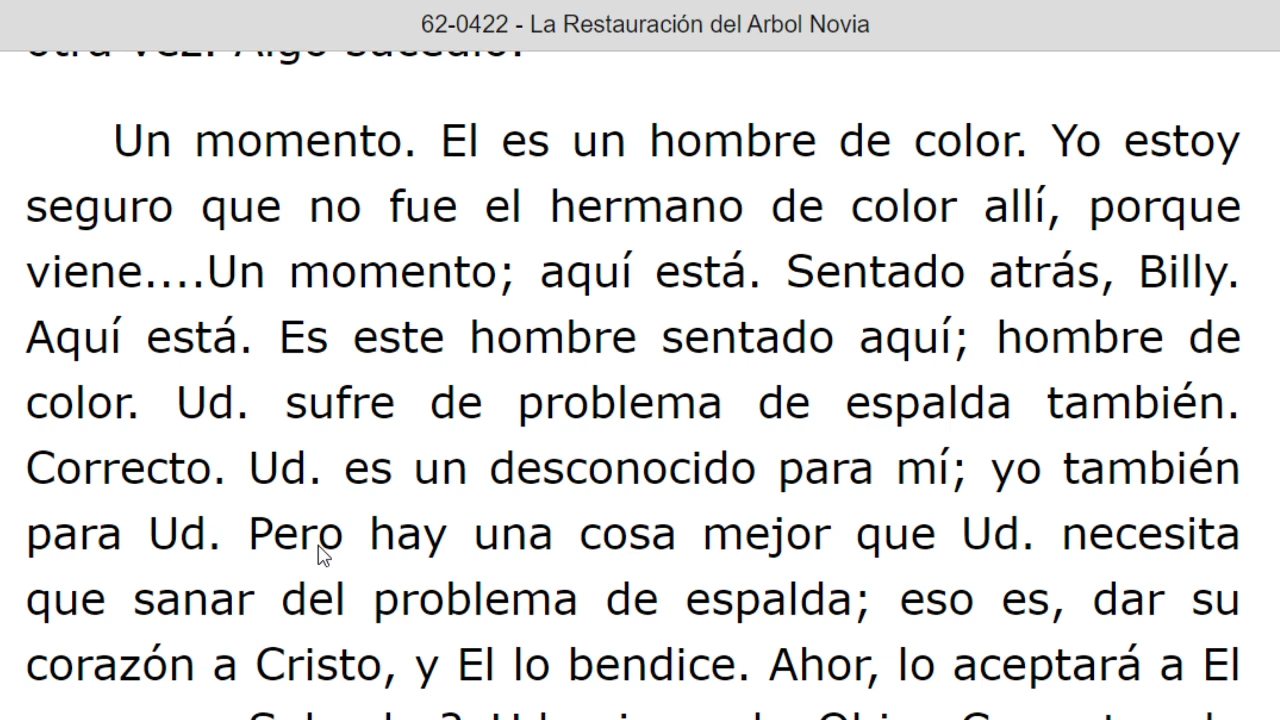 62-0422 - La Restauración del Arbol Novia
otra vez. Algo sucedió.
Un momento. El es un hombre de color. Yo estoy
seguro que no fue el hermano de color allí, porque
viene....Un momento; aquí está. Sentado atrás, Billy.
Aquí está. Es este hombre sentado aquí; hombre de
color. Ud. sufre de problema de espalda también.
Correcto. Ud. es un desconocido para mí; yo también
para Ud. Pero hay una cosa mejor que Ud. necesita
que sanar del problema de espalda; eso es, dar su
corazón a Cristo, y El lo bendice. Ahor, lo aceptará a El